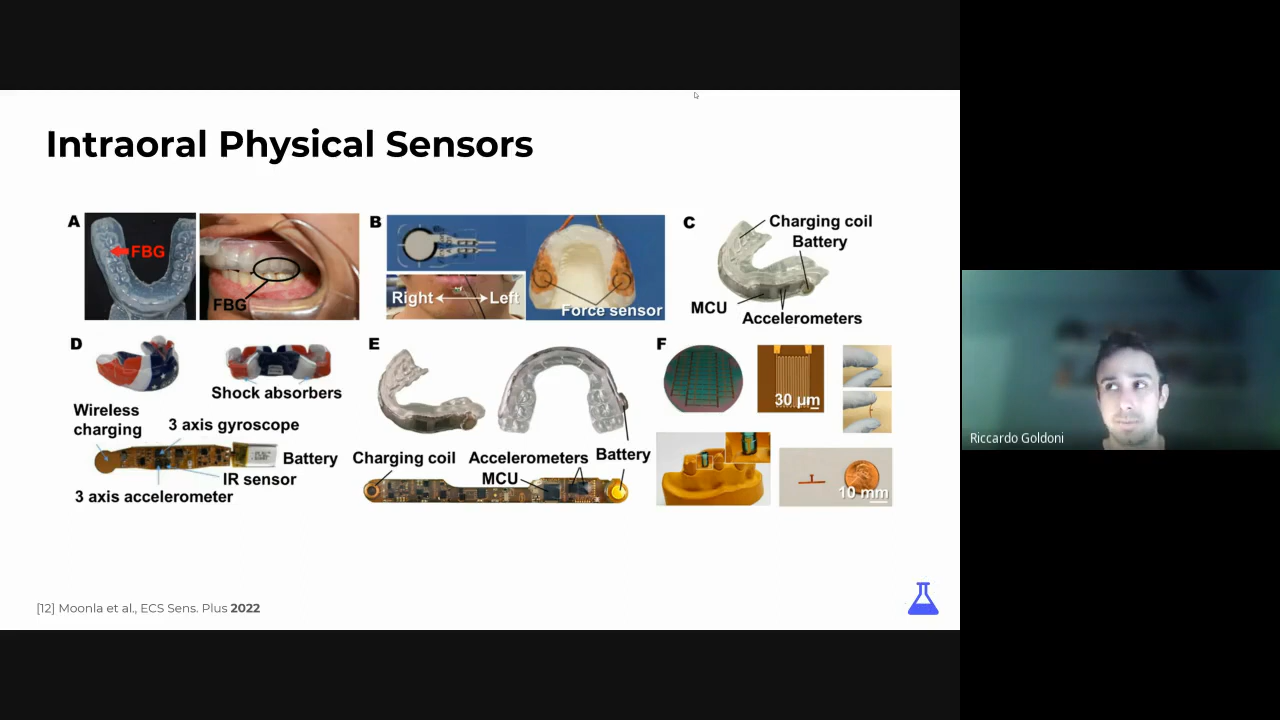 Intraoral Physical Sensors
A
FBG
FBG
B
Right
Left
Force sensor
C
Charging coil
Battery
MCU
Accelerometers
D
Shock absorbers
Wireless
charging
3 axis gyroscope
Battery
IR sensor
3 axis accelerometer
E
Charging coil
Accelerometers
Battery
MCU
F
30 µm
10 mm
[12] Moonla et al., ECS Sens. Plus 2022
Riccardo Goldoni